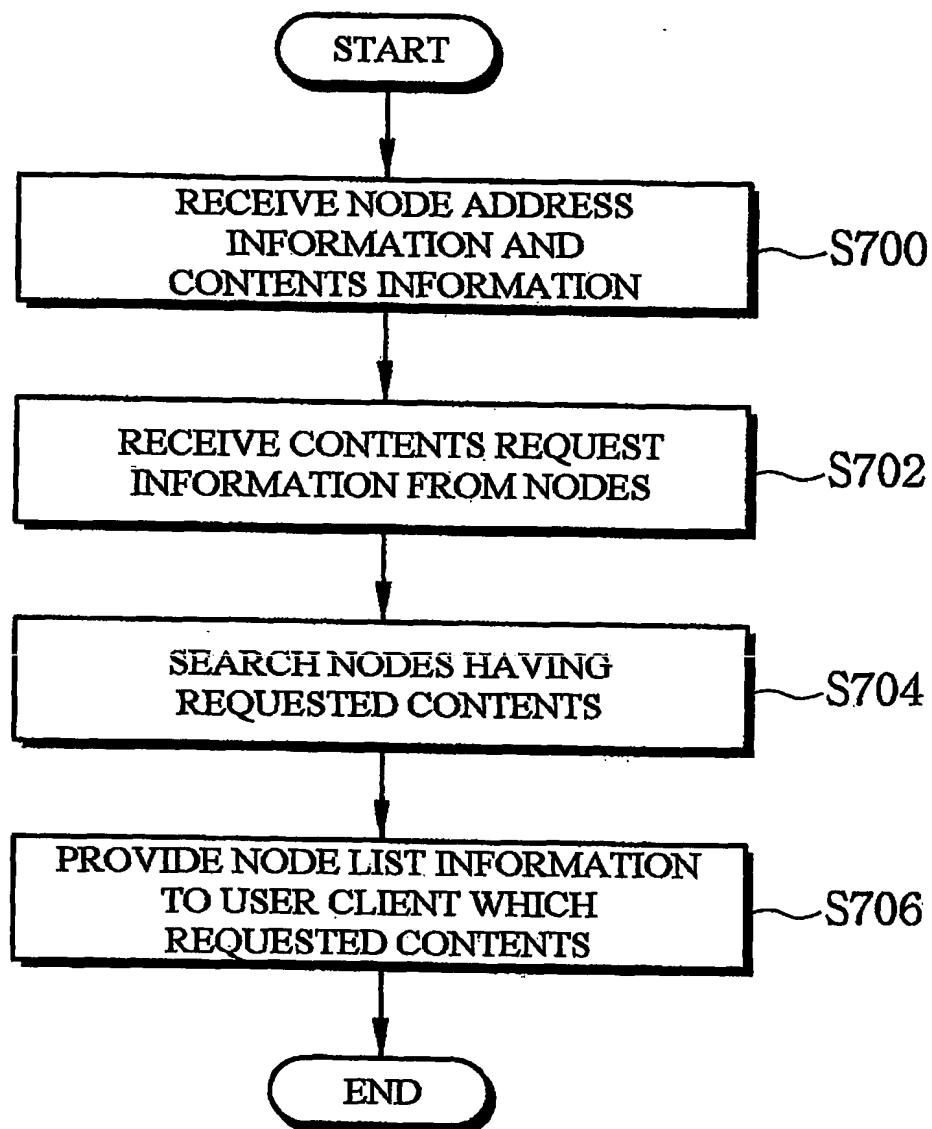 START
RECEIVE NODE ADDRESS
INFORMATION AND
CONTENTS INFORMATION
S700
RECEIVE CONTENTS REQUEST
INFORMATION FROM NODES
S702
SEARCH NODES HAVING
REQUESTED CONTENTS
S704
PROVIDE NODE LIST INFORMATION
TO USER CLIENT WHICH
REQUESTED CONTENTS
S706
END